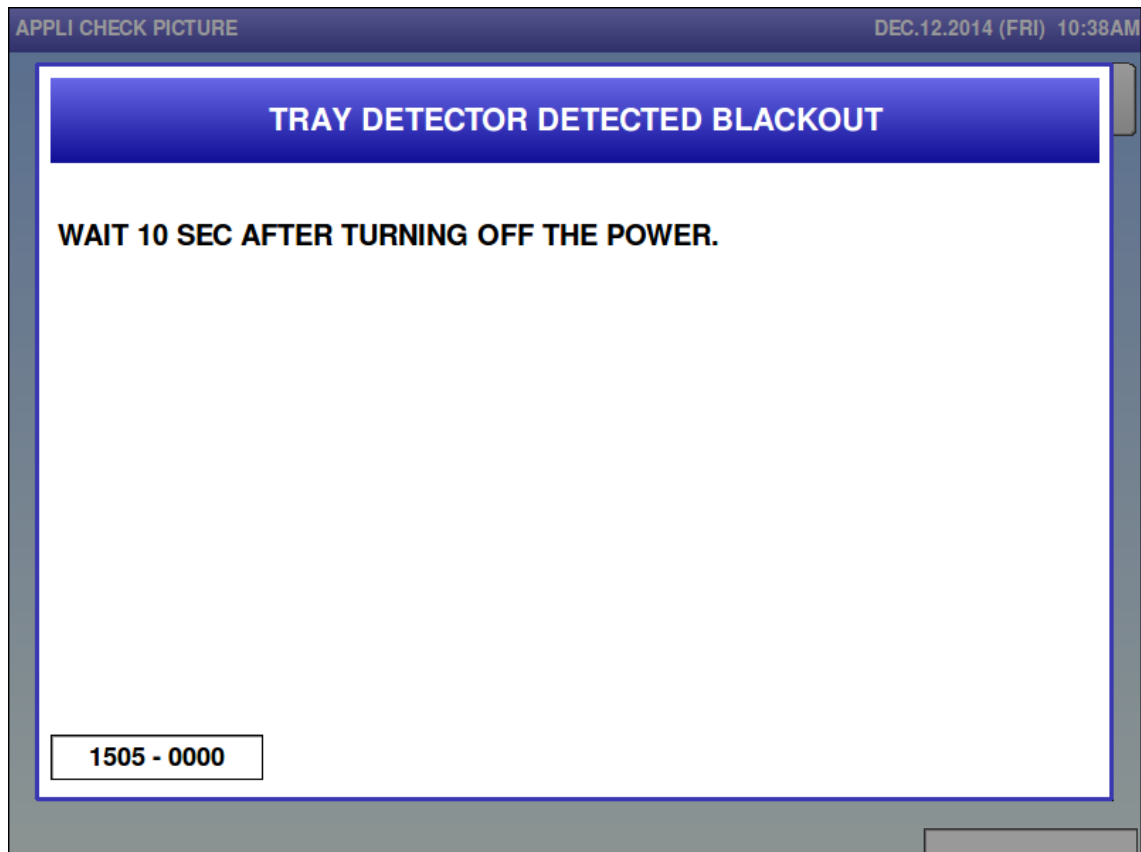 APPLI CHECK PICTURE DEC.12.2014 (FRI) 10:38AM
TRAY DETECTOR DETECTED BLACKOUT
WAIT 10 SEC AFTER TURNING OFF THE POWER.
1505 - 0000